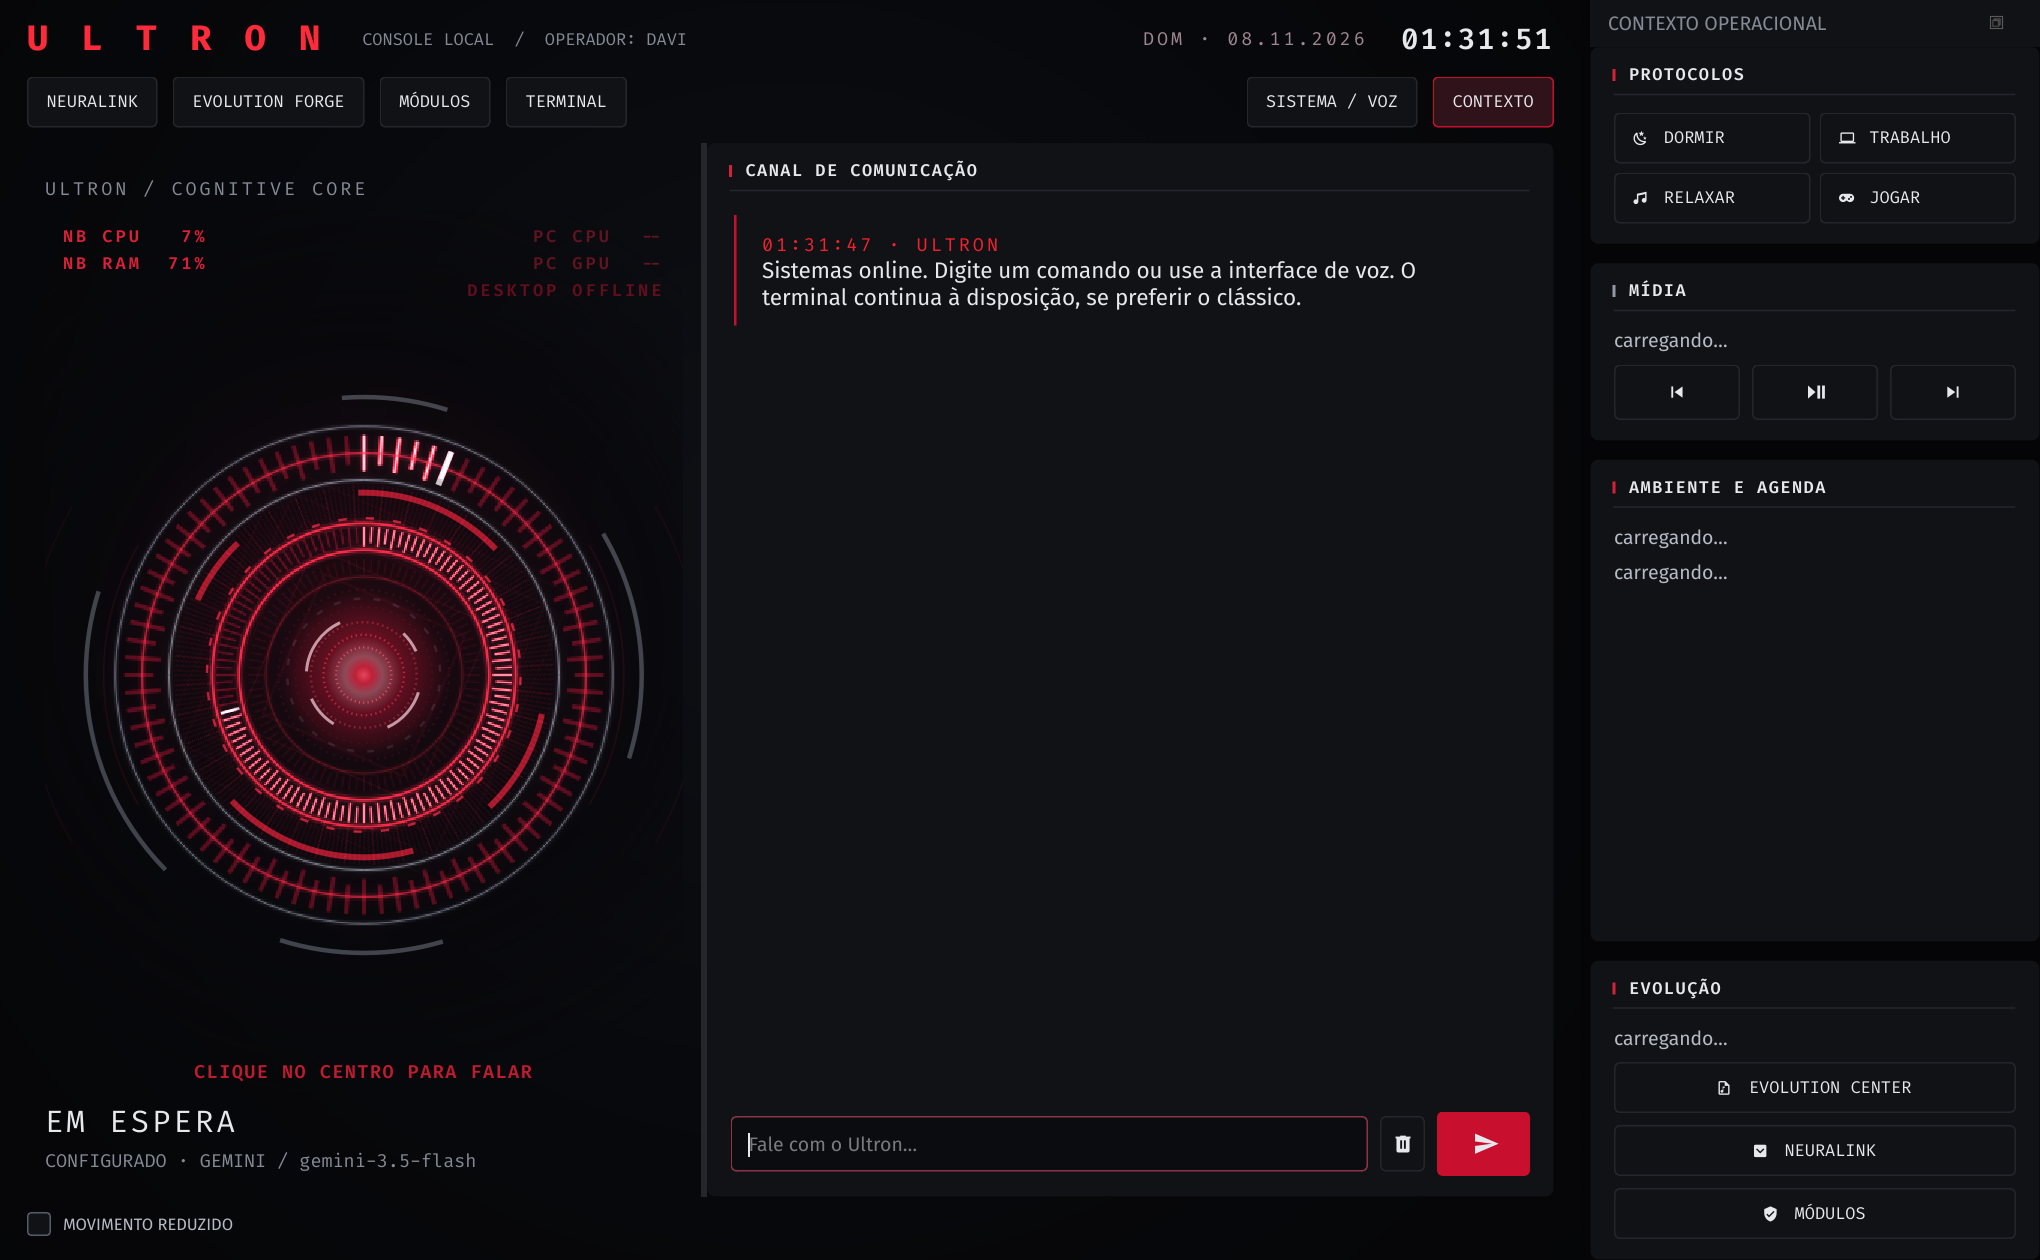 ULTRON
CONSOLE LOCAL / OPERADOR: DAVI
DOM · 08.11.2026
01:31:51
NEURALINK
EVOLUTION FORGE
MÓDULOS
TERMINAL
SISTEMA / VOZ
CONTEXTO
ULTRON / COGNITIVE CORE
NB CPU 7%
NB RAM 71%
PC CPU --
PC GPU --
DESKTOP OFFLINE
CLIQUE NO CENTRO PARA FALAR
EM ESPERA
CONFIGURADO · GEMINI / gemini-3.5-flash
MOVIMENTO REDUZIDO
CANAL DE COMUNICAÇÃO
01:31:47 · ULTRON
Sistemas online. Digite um comando ou use a interface de voz. O
terminal continua à disposição, se preferir o clássico.
Fale com o Ultron...
CONTEXTO OPERACIONAL
PROTOCOLOS
DORMIR
TRABALHO
RELAXAR
JOGAR
MÍDIA
carregando...
AMBIENTE E AGENDA
carregando...
carregando...
EVOLUÇÃO
carregando...
EVOLUTION CENTER
NEURALINK
MÓDULOS